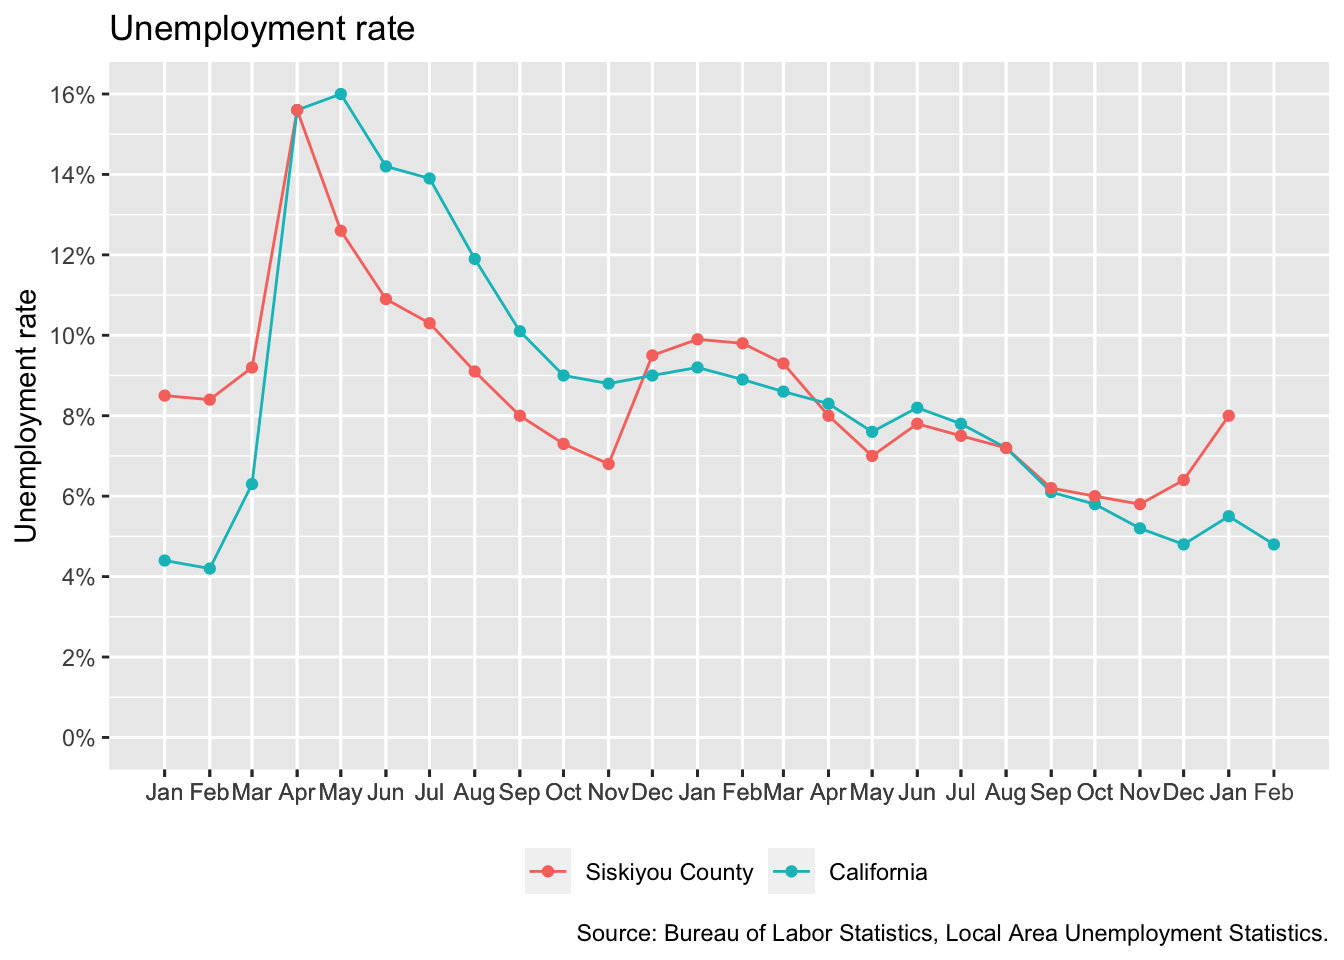 Unemployment rate
Unemployment rate
16%
14%
12%
10%
8%
6%
4%
2%
0%
Jan Feb Mar Apr May Jun Jul Aug Sep Oct Nov Dec Jan Feb Mar Apr May Jun Jul Aug Sep Oct Nov Dec Jan Feb
Siskiyou County California
Source: Bureau of Labor Statistics, Local Area Unemployment Statistics.